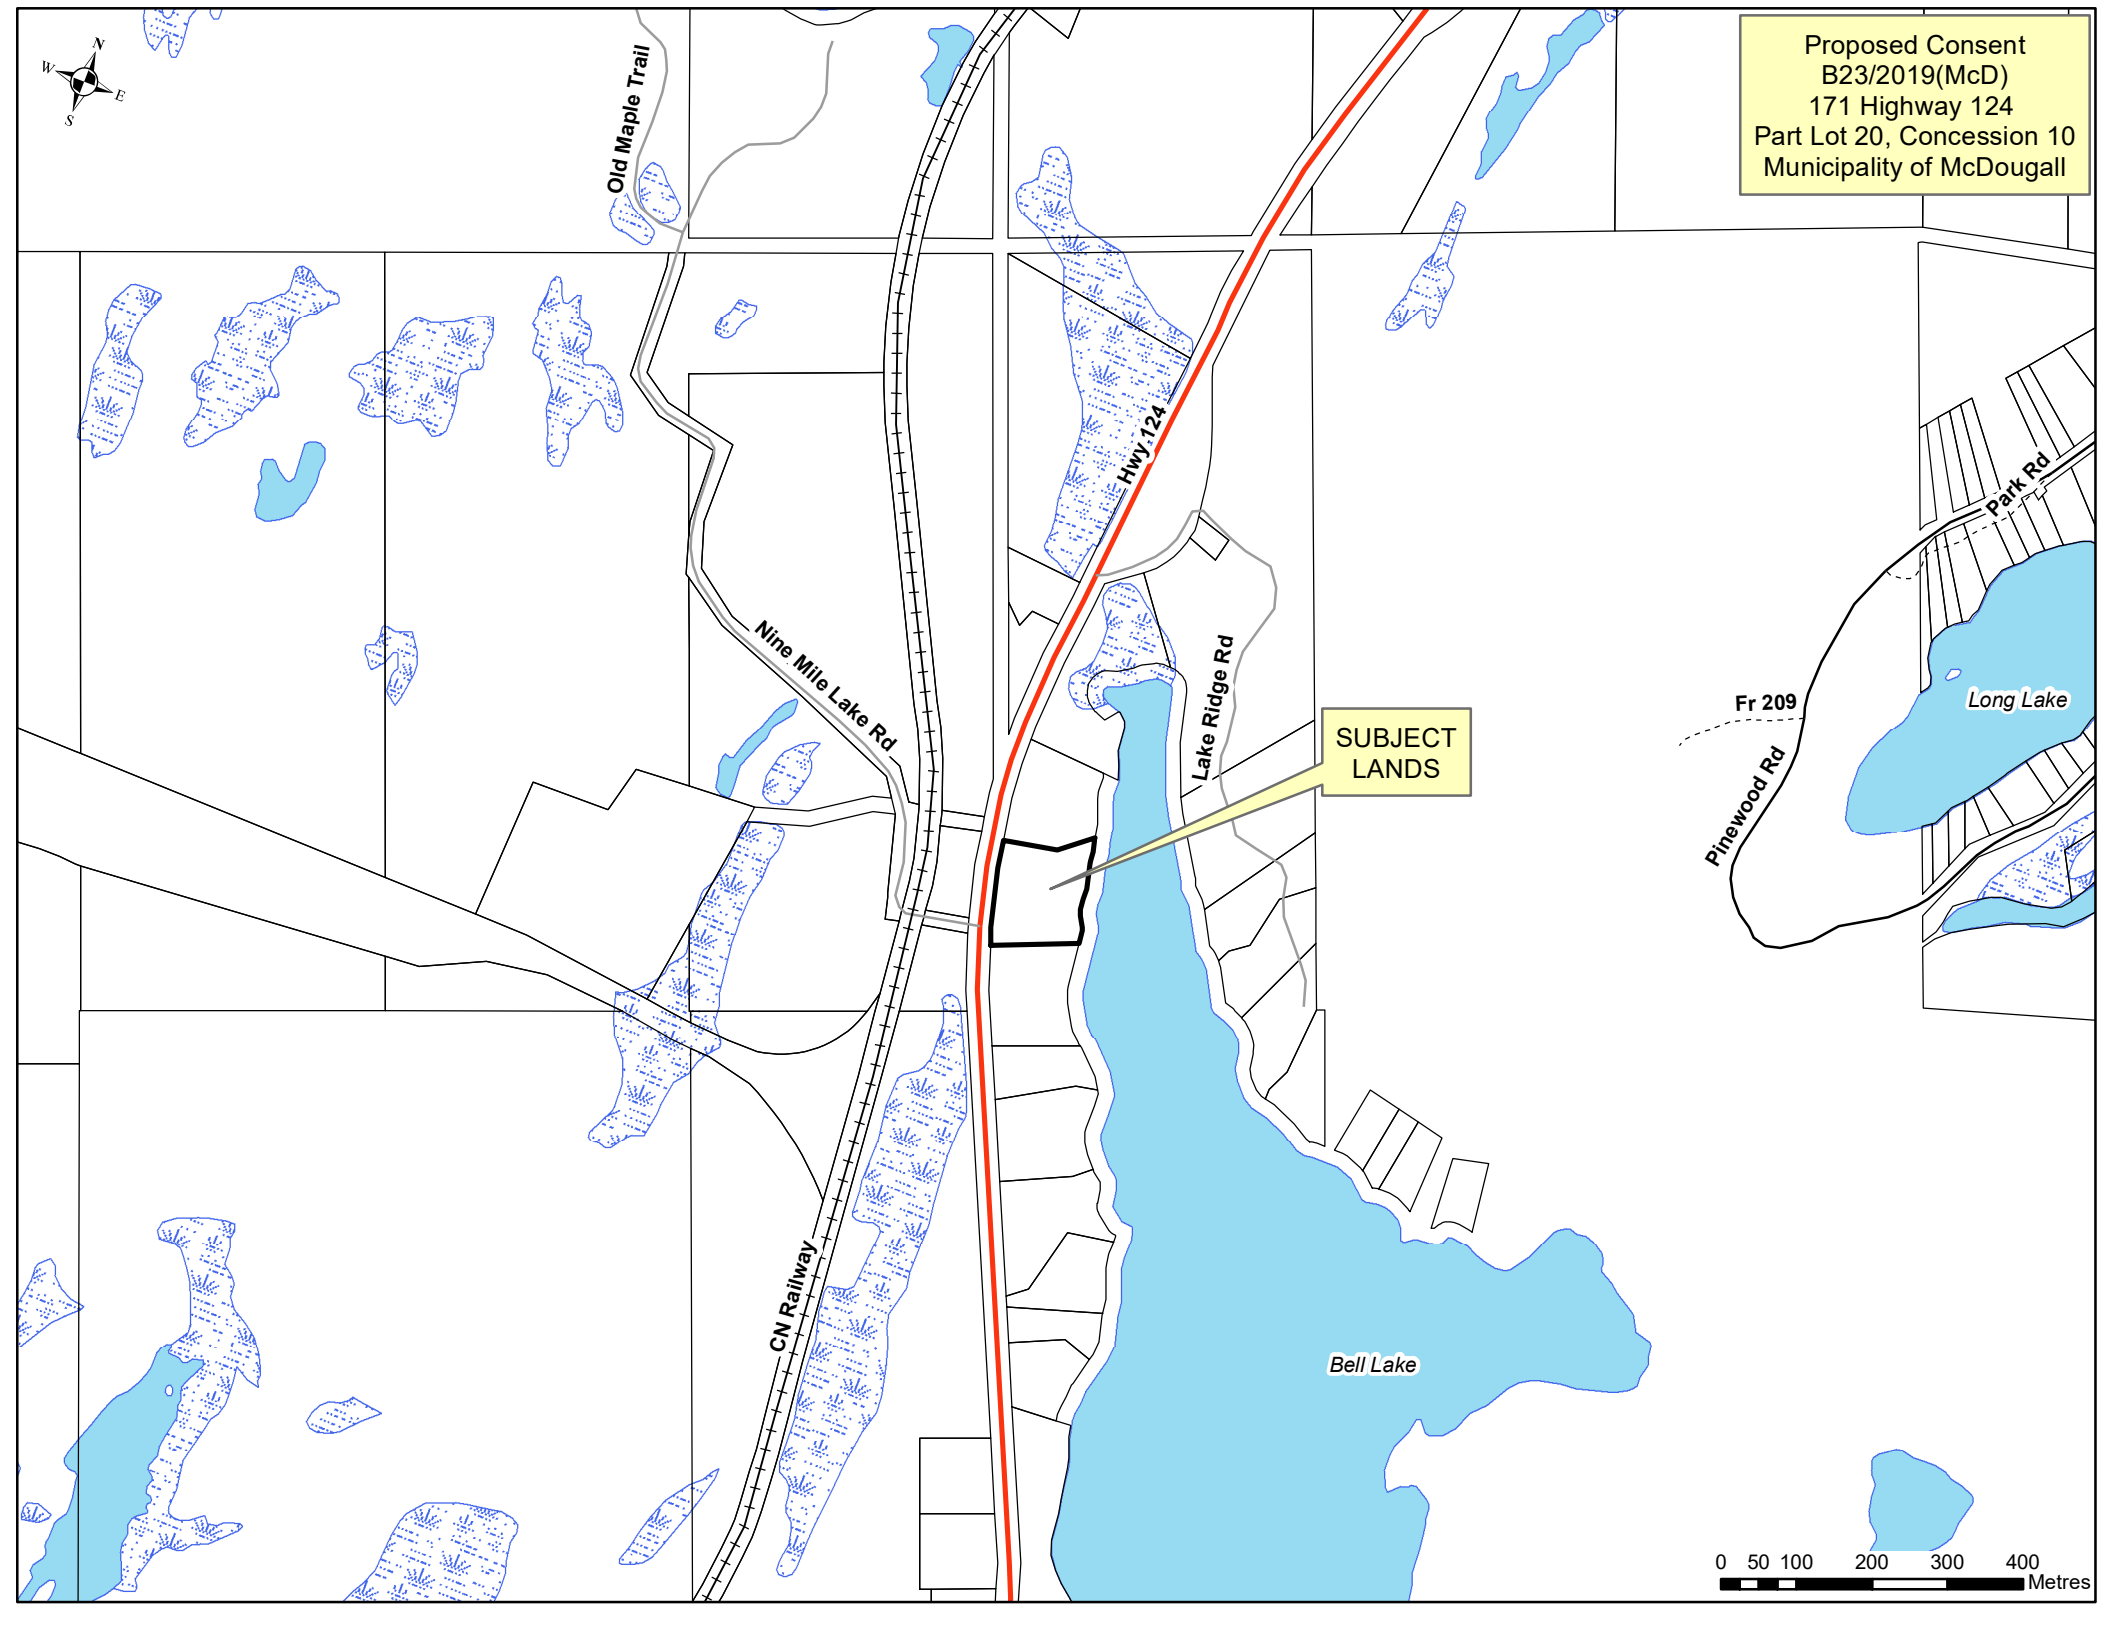 Proposed Consent
B23/2019(McD)
171 Highway 124
Part Lot 20, Concession 10
Municipality of McDougall
N
W
E
S
Old Maple Trail
Hwy 124
Park Rd
Nine Mile Lake Rd
Lake Ridge Rd
Fr 209
Long Lake
SUBJECT
LANDS
Pinewood Rd
CN Railway
Bell Lake
0 50 100 200 300 400
Metres